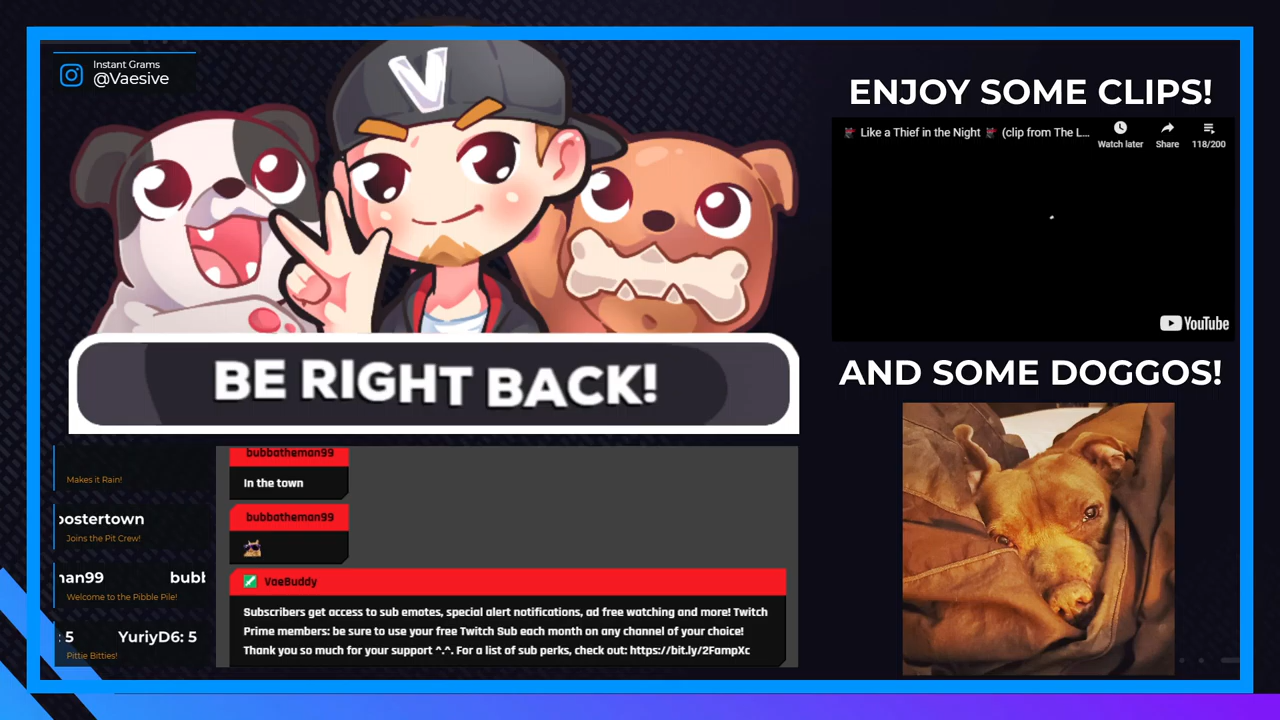 Instant Grams
@Vaesive
V
BE RIGHT BACK!
ENJOY SOME CLIPS!
Like a Thief in the Night (clip from The L...
Watch later
Share
118/200
YouTube
AND SOME DOGGOS!
Makes it Rain!
oostertown
Joins the Pit Crew!
nan99 bubb
Welcome to the Pibble Pile!
: 5 YuriyD6: 5
Pittie Bitties!
bubbatheman99
In the town
bubbatheman99
VaeBuddy
Subscribers get access to sub emotes, special alert notifications, ad free watching and more! Twitch
Prime members: be sure to use your free Twitch Sub each month on any channel of your choice!
Thank you so much for your support ^.^. For a list of sub perks, check out: https://bit.ly/2FampXc